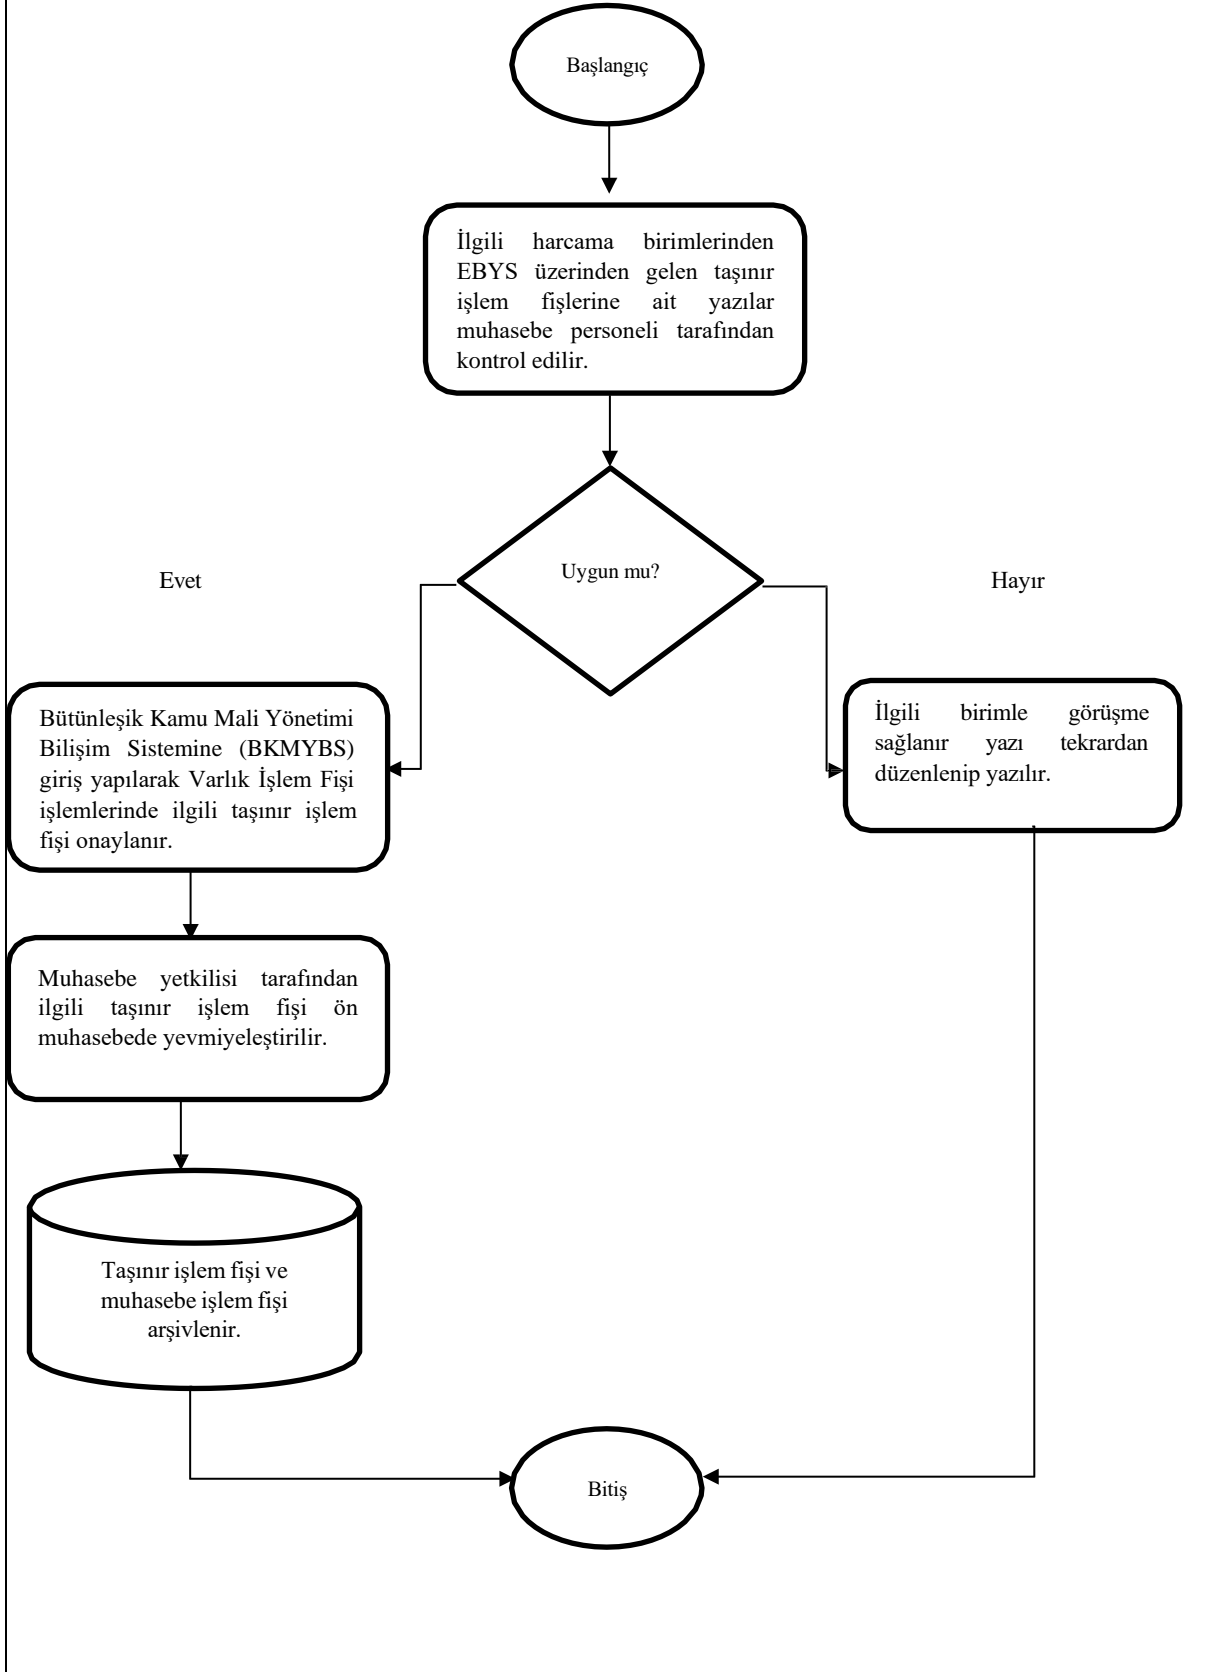 Başlangıç
İlgili harcama birimlerinden
EBYS üzerinden gelen taşınır
işlem fişlerine ait yazılar
muhasebe personeli tarafından
kontrol edilir.
Uygun mu?
Evet
Hayır
Bütünleşik Kamu Mali Yönetimi
Bilişim Sistemine (BKMYBS)
giriş yapılarak Varlık İşlem Fişi
işlemlerinde ilgili taşınır işlem
fişi onaylanır.
İlgili birimle görüşme
sağlanır yazı tekrardan
düzenlenip yazılır.
Muhasebe yetkilisi tarafından
ilgili taşınır işlem fişi ön
muhasebede yevmiyeleştirilir.
Taşınır işlem fişi ve
muhasebe işlem fişi
arşivlenir.
Bitiş